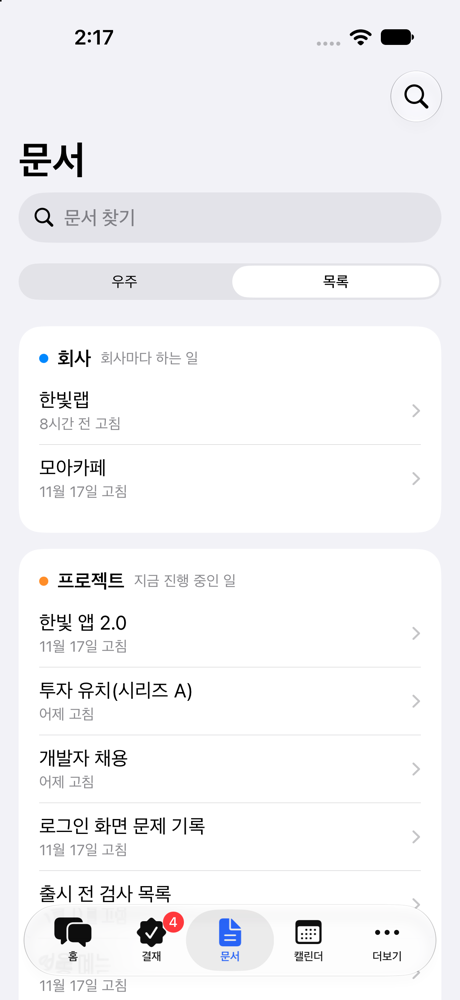 2:17
문서
문서 찾기
우주
목록
회사 회사마다 하는 일
한빛랩
8시간 전 고침
모아카페
11월 17일 고침
프로젝트 지금 진행 중인 일
한빛 앱 2.0
11월 17일 고침
투자 유치(시리즈 A)
어제 고침
개발자 채용
어제 고침
로그인 화면 문제 기록
11월 17일 고침
출시 전 검사 목록
홈
결재
4
문서
캘린더
더보기
11월 17일 고침